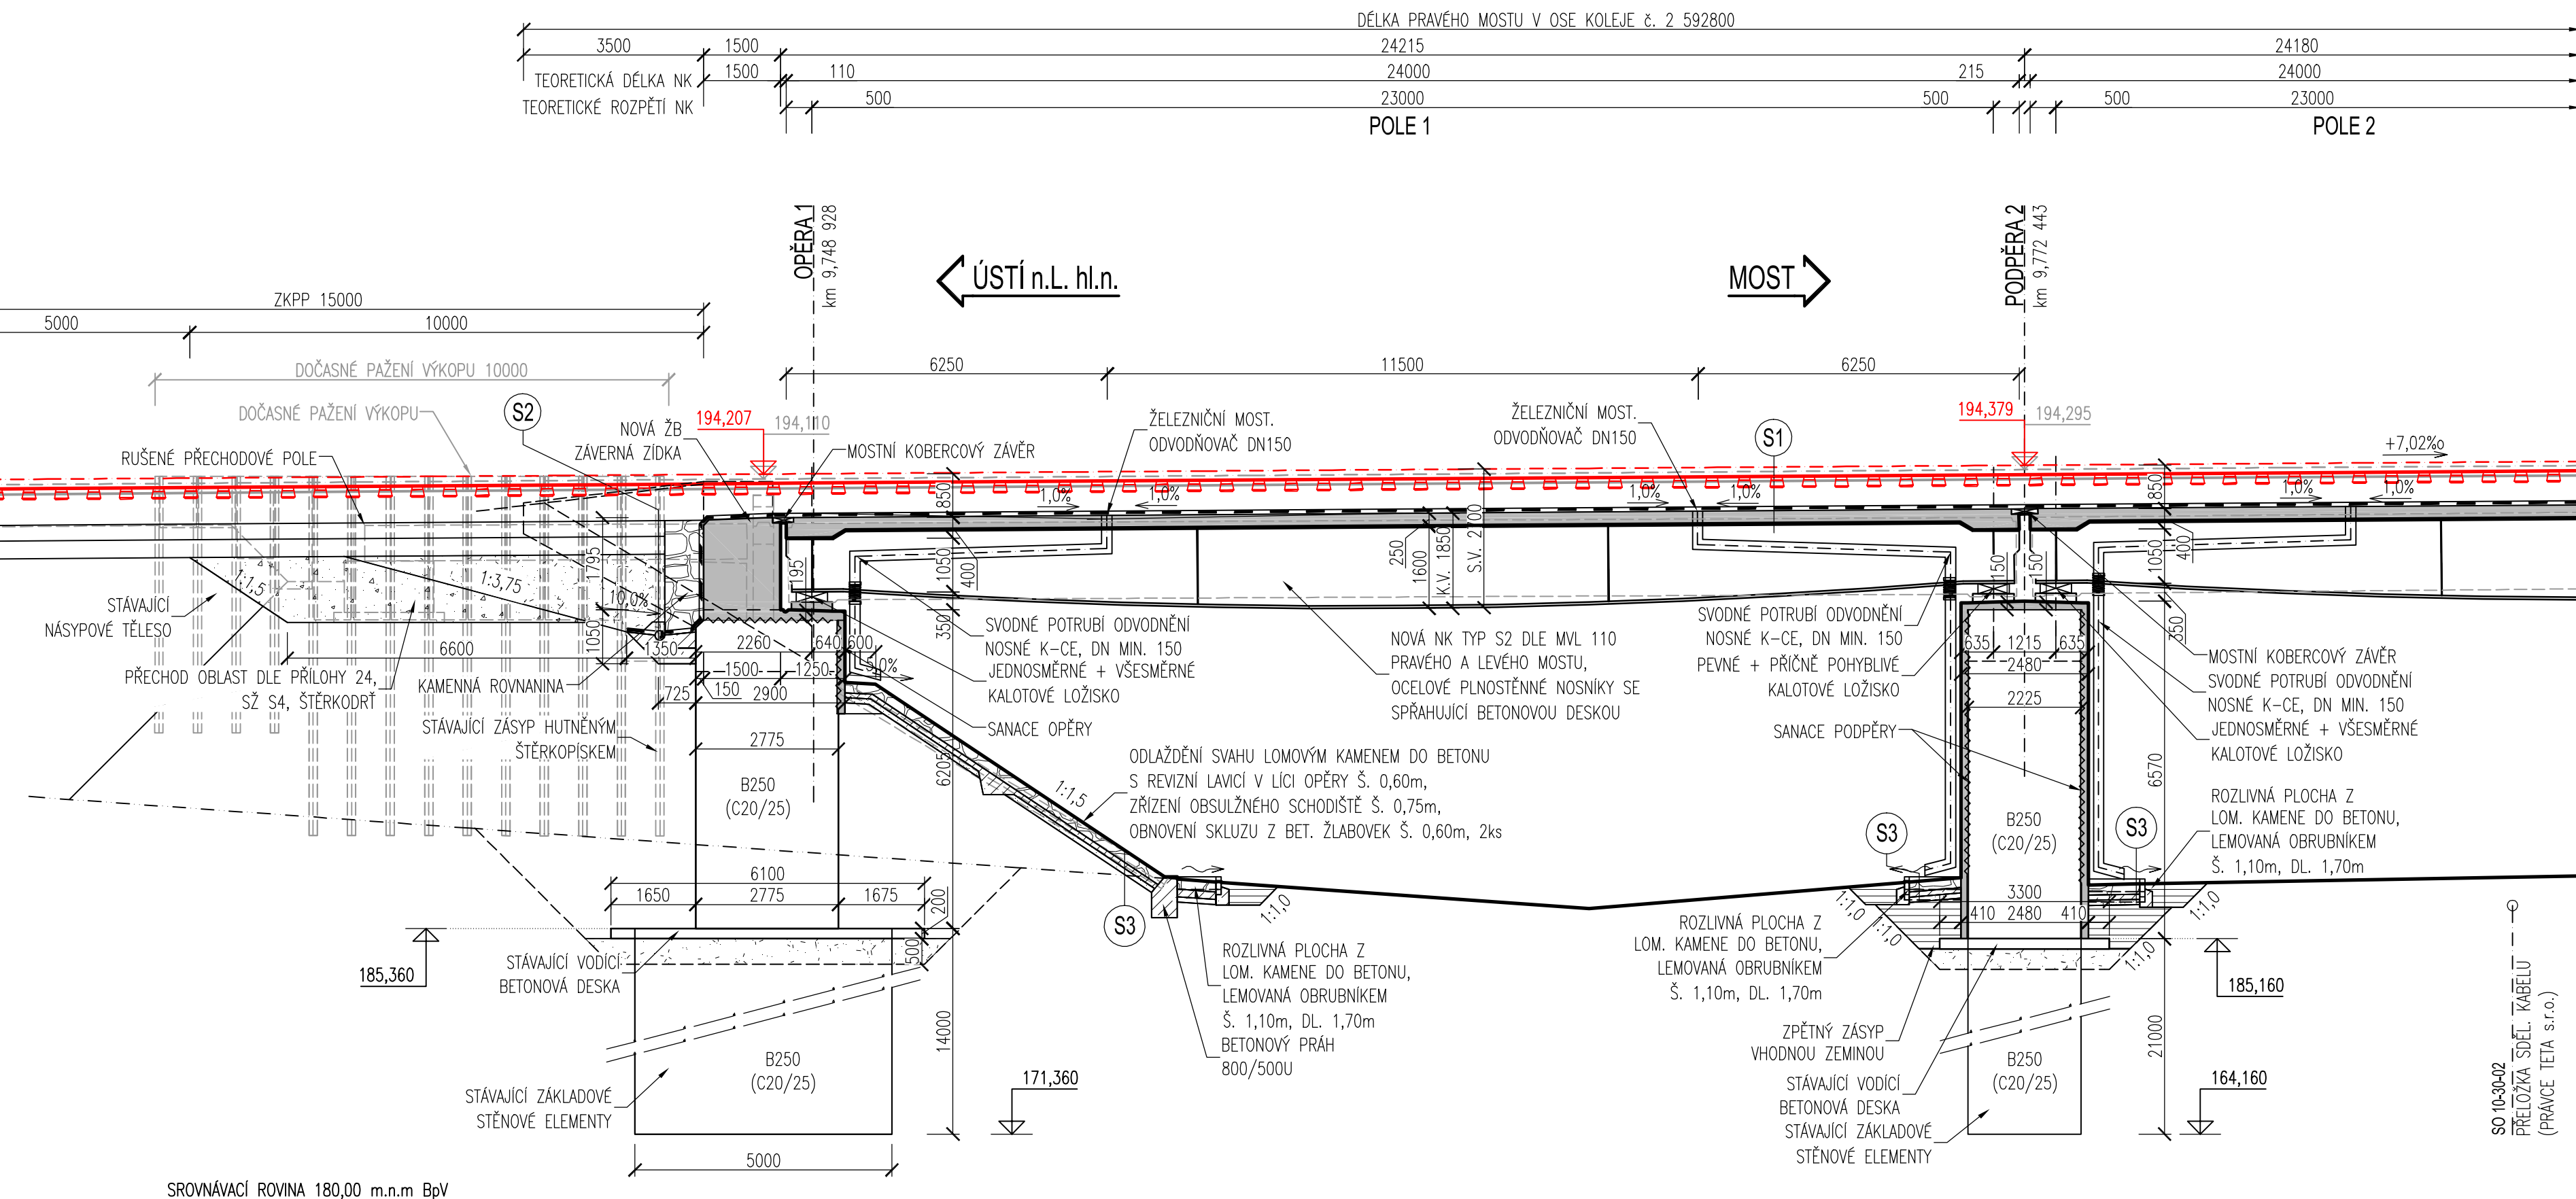 DÉLKA PRAVÉHO MOSTU V OSE KOLEJE č. 2 592800
3500 1500 24215 24180
TEORETICKÁ DÉLKA NK 1500 110 24000 215 24000
TEORETICKÉ ROZPĚTÍ NK 500 23000 500 500 23000
POLE 1 POLE 2
OPĚRA 1
km 9,748 928
PODPĚRA 2
km 9,772 443
ÚSTÍ n.L. hl.n.
MOST
ZKPP 15000
5000 10000
DOČASNÉ PAŽENÍ VÝKOPU 10000
6250 11500 6250
DOČASNÉ PAŽENÍ VÝKOPU
S2
NOVÁ ŽB
ZÁVERNÁ ZÍDKA
194,207 194,110
MOSTNÍ KOBERCOVÝ ZÁVĚR
ŽELEZNIČNÍ MOST.
ODVODŇOVAČ DN150
ŽELEZNIČNÍ MOST.
ODVODŇOVAČ DN150
S1
194,379 194,295
+7,02‰
RUŠENÉ PŘECHODOVÉ POLE
850
1,0% 1,0% 1,0% 1,0% 1,0% 1,0%
850
1795
1050
195
1050
400
350
250
1600
K.V. 1850
S.V. 2700
150
150
1050
400
350
1:1,5
1:3,75
10,0%
STÁVAJÍCÍ
NÁSYPOVÉ TĚLESO
6600 1350 2260 640 600
5,0%
1500 1250
150
725 2900
PŘECHOD OBLAST DLE PŘÍLOHY 24,
SŽ S4, ŠTĚRKODRŤ
KAMENNÁ ROVNANINA
STÁVAJÍCÍ ZÁSYP HUTNĚNÝM
ŠTĚRKOPÍSKEM
SVODNÉ POTRUBÍ ODVODNĚNÍ
NOSNÉ K-CE, DN MIN. 150
JEDNOSMĚRNÉ + VŠESMĚRNÉ
KALOTOVÉ LOŽISKO
SANACE OPĚRY
NOVÁ NK TYP S2 DLE MVL 110
PRAVÉHO A LEVÉHO MOSTU,
OCELOVÉ PLNOSTĚNNÉ NOSNÍKY SE
SPŘAHUJÍCÍ BETONOVOU DESKOU
SVODNÉ POTRUBÍ ODVODNĚNÍ
NOSNÉ K-CE, DN MIN. 150
PEVNÉ + PŘÍČNĚ POHYBLIVÉ
KALOTOVÉ LOŽISKO
635 1215 635
2480
2225
MOSTNÍ KOBERCOVÝ ZÁVĚR
SVODNÉ POTRUBÍ ODVODNĚNÍ
NOSNÉ K-CE, DN MIN. 150
JEDNOSMĚRNÉ + VŠESMĚRNÉ
KALOTOVÉ LOŽISKO
SANACE PODPĚRY
2775
B250
(C20/25)
6205
ODLAŽDĚNÍ SVAHU LOMOVÝM KAMENEM DO BETONU
S REVIZNÍ LAVICÍ V LÍCI OPĚRY Š. 0,60m,
ZŘÍZENÍ OBSULŽNÉHO SCHODIŠTĚ Š. 0,75m,
OBNOVENÍ SKLUZU Z BET. ŽLABOVEK Š. 0,60m, 2ks
1:1,5
6570
B250
(C20/25)
ROZLIVNÁ PLOCHA Z
LOM. KAMENE DO BETONU,
LEMOVANÁ OBRUBNÍKEM
Š. 1,10m, DL. 1,70m
S3
S3
S3
6100
1650 2775 1675
200
500
1:1,0
1:1,0
1:1,0
1:1,0
1:1,0
3300
410 2480 410
185,360
STÁVAJÍCÍ VODÍCÍ
BETONOVÁ DESKA
ROZLIVNÁ PLOCHA Z
LOM. KAMENE DO BETONU,
LEMOVANÁ OBRUBNÍKEM
Š. 1,10m, DL. 1,70m
BETONOVÝ PRÁH
800/500U
ROZLIVNÁ PLOCHA Z
LOM. KAMENE DO BETONU,
LEMOVANÁ OBRUBNÍKEM
Š. 1,10m, DL. 1,70m
185,160
ZPĚTNÝ ZÁSYP
VHODNOU ZEMINOU
14000
B250
(C20/25)
171,360
STÁVAJÍCÍ ZÁKLADOVÉ
STĚNOVÉ ELEMENTY
STÁVAJÍCÍ VODÍCÍ
BETONOVÁ DESKA
STÁVAJÍCÍ ZÁKLADOVÉ
STĚNOVÉ ELEMENTY
B250
(C20/25)
21000
164,160
SO 10-30-02
PŘELOŽKA SDĚL. KABELU
(PRÁVCE TETA s.r.o.)
5000
SROVNÁVACÍ ROVINA 180,00 m.n.m BpV